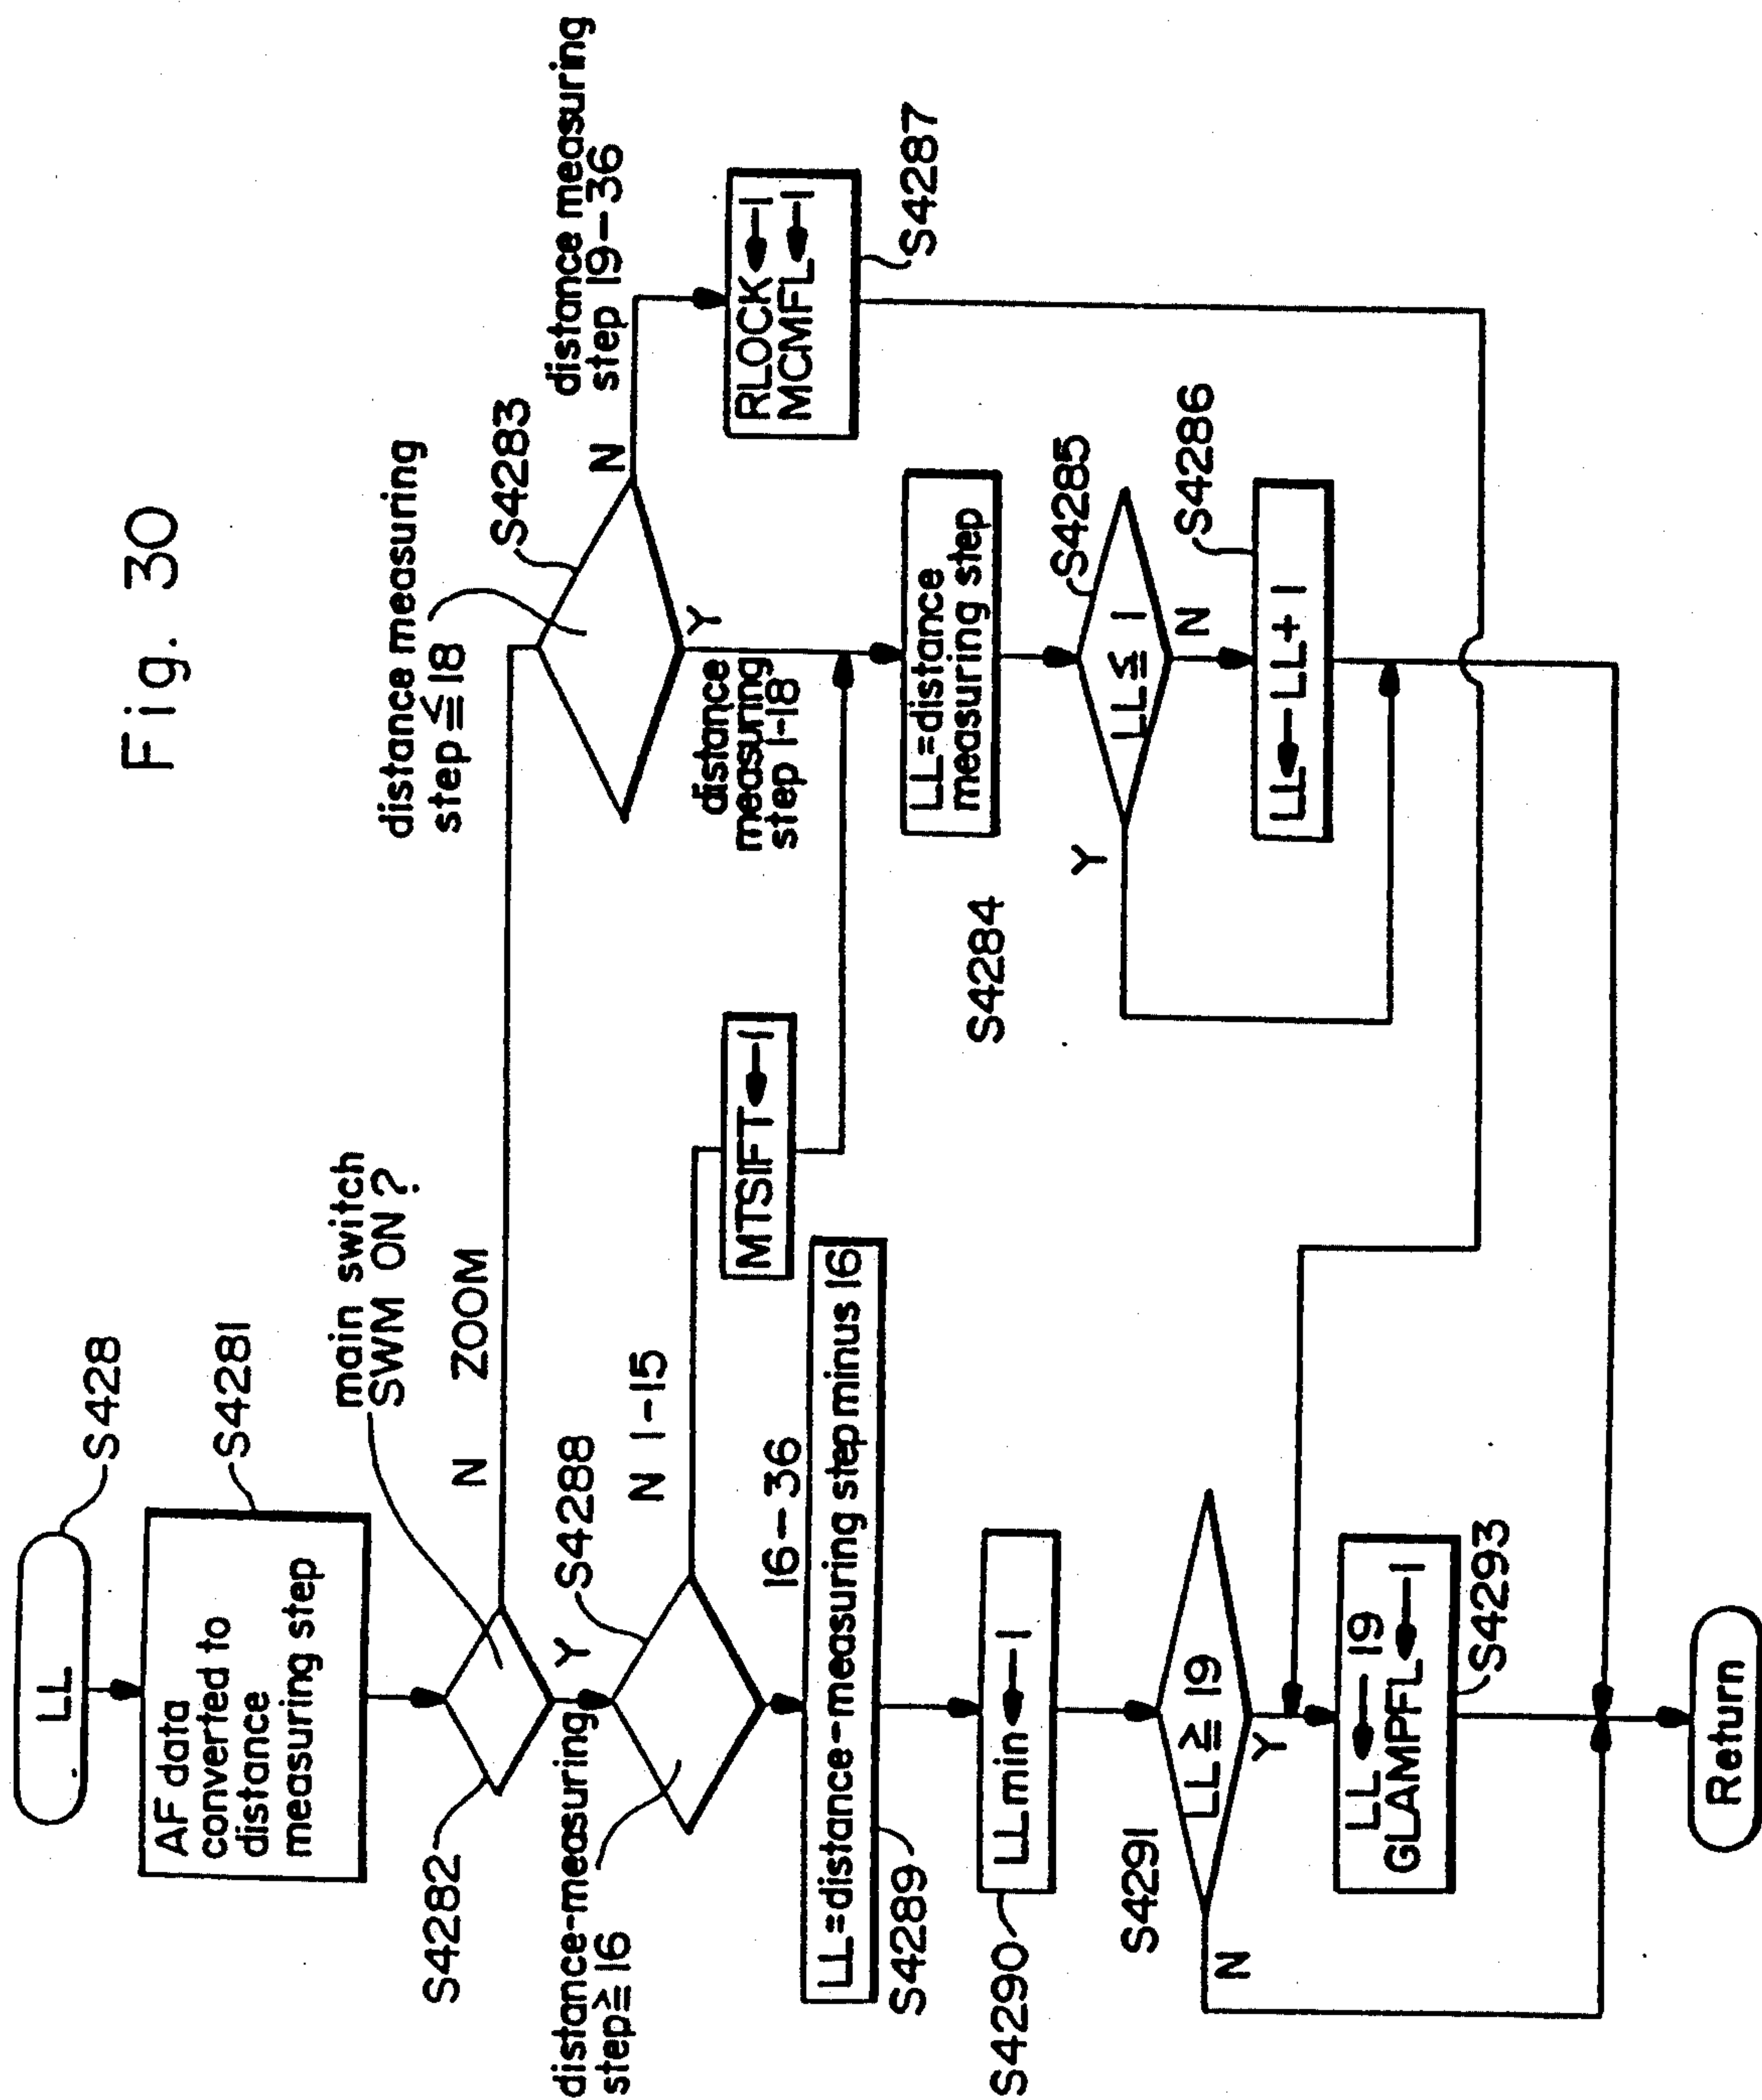 Fig. 30
LL
S428
AF data
converted to
distance
measuring step
S4281
main switch
SWM ON?
S4282
N ZOOM
Y
distance measuring
step≦18
S4283
N
distance measuring
step 19-36
Y
distance
measuring
step 1-18
RLOCK←1
MCMFL←1
S4287
distance-measuring
step≧16
S4288
N 1-15
MTSIFT←1
16-36
LL=distance-measuring step minus 16
S4289
LL=distance
measuring step
S4284
LL≦1
S4285
Y
N
LL←LL+1
S4286
LLmin←1
S4290
LL≧19
S4291
N
Y
LL←19
GLAMPFL←1
S4293
Return